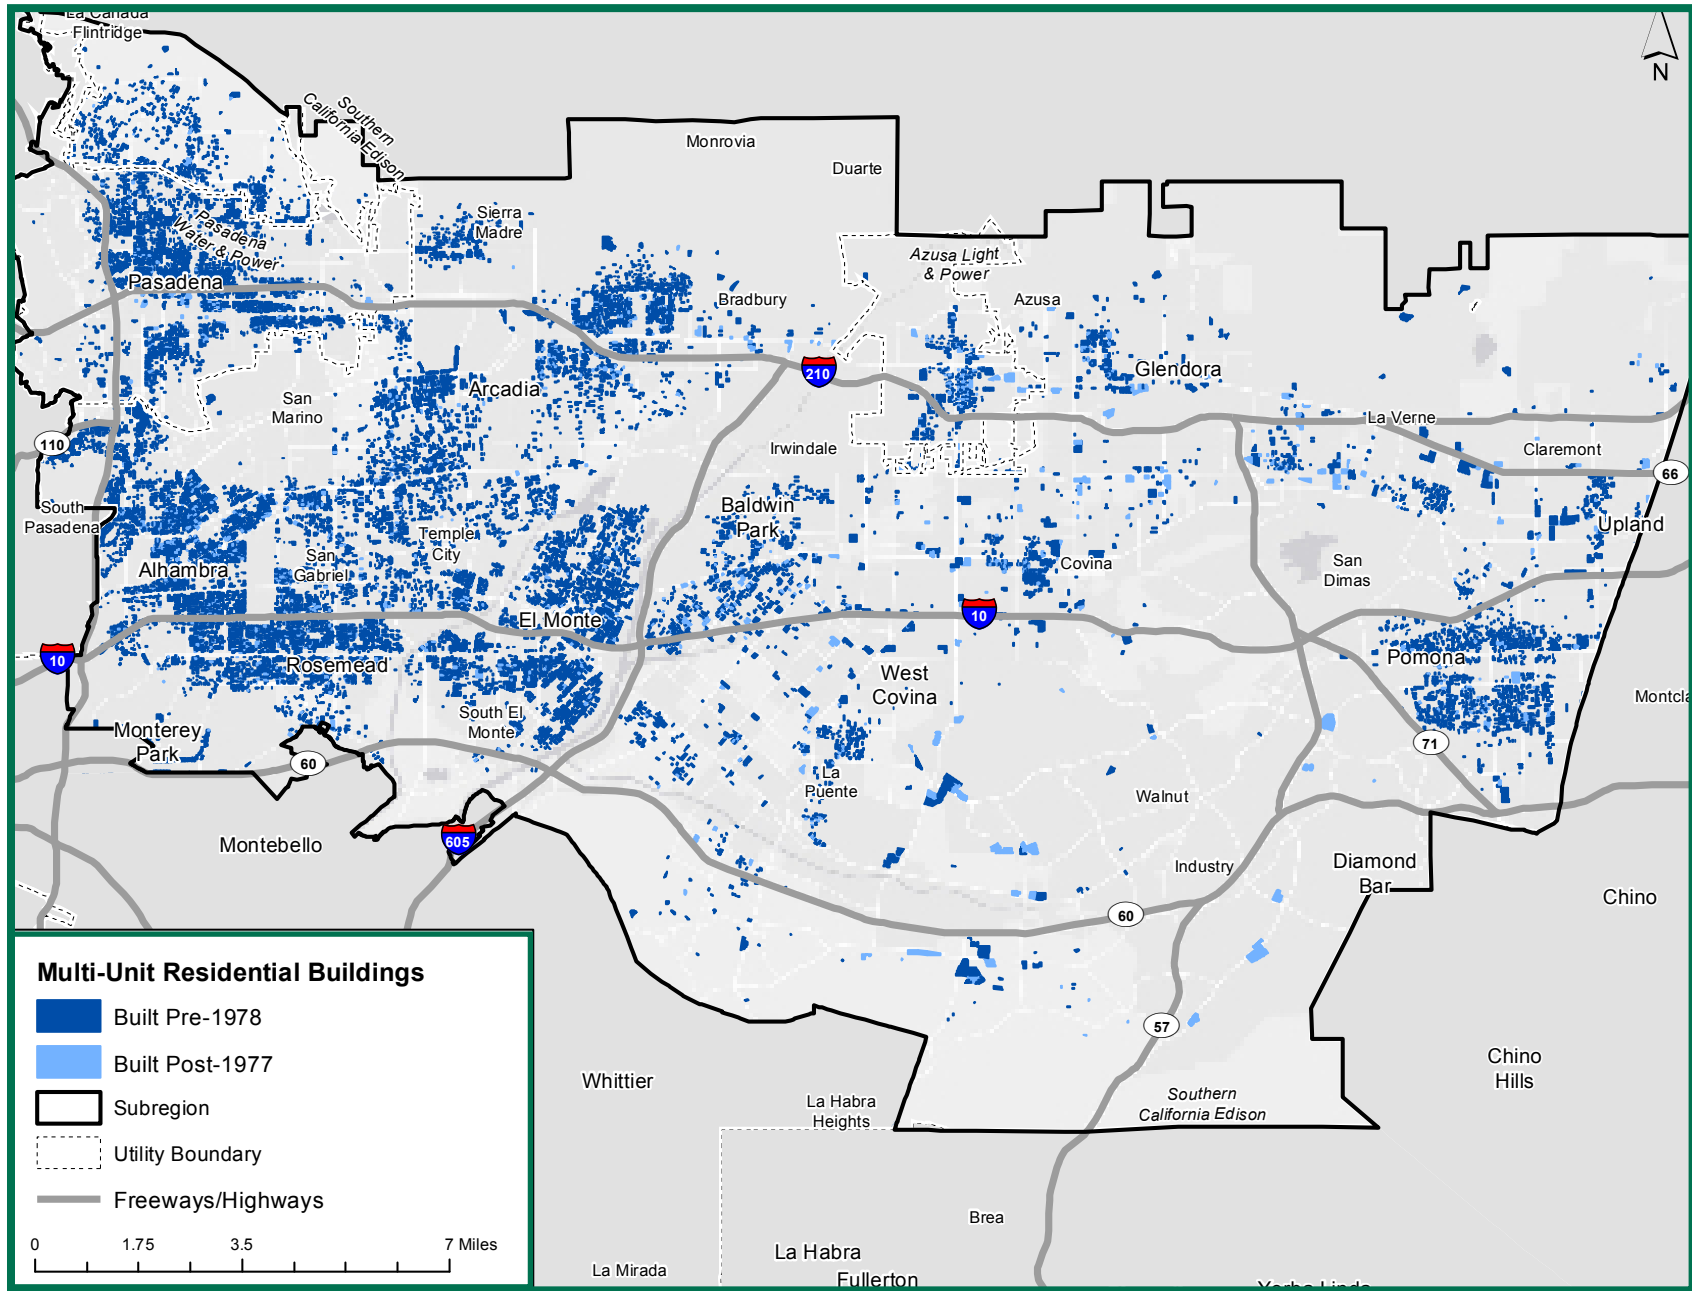 La Cañada
Flintridge
N
Southern
California Edison
Monrovia
Duarte
Sierra
Madre
Pasadena
Water & Power
Pasadena
Azusa Light
& Power
Bradbury
Azusa
210
Glendora
Arcadia
San
Marino
La Verne
110
Irwindale
Claremont
66
South
Pasadena
Baldwin
Park
Upland
Temple
City
San
Gabriel
Alhambra
Covina
San
Dimas
El Monte
10
10
Rosemead
Pomona
West
Covina
Montcla
South El
Monte
Monterey
Park
60
71
La
Puente
Walnut
Montebello
605
Industry
Diamond
Bar
Chino
60
Multi-Unit Residential Buildings
Built Pre-1978
Built Post-1977
Subregion
Utility Boundary
Freeways/Highways
0 1.75 3.5 7 Miles
57
Whittier
Chino
Hills
La Habra
Heights
Southern
California Edison
Brea
La Habra
La Mirada
Fullerton
Yorba Linda